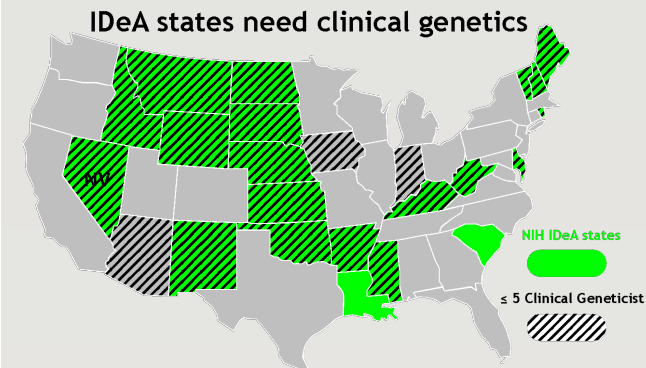 IDeA states need clinical genetics
NV
NIH IDeA states
≤ 5 Clinical Geneticist